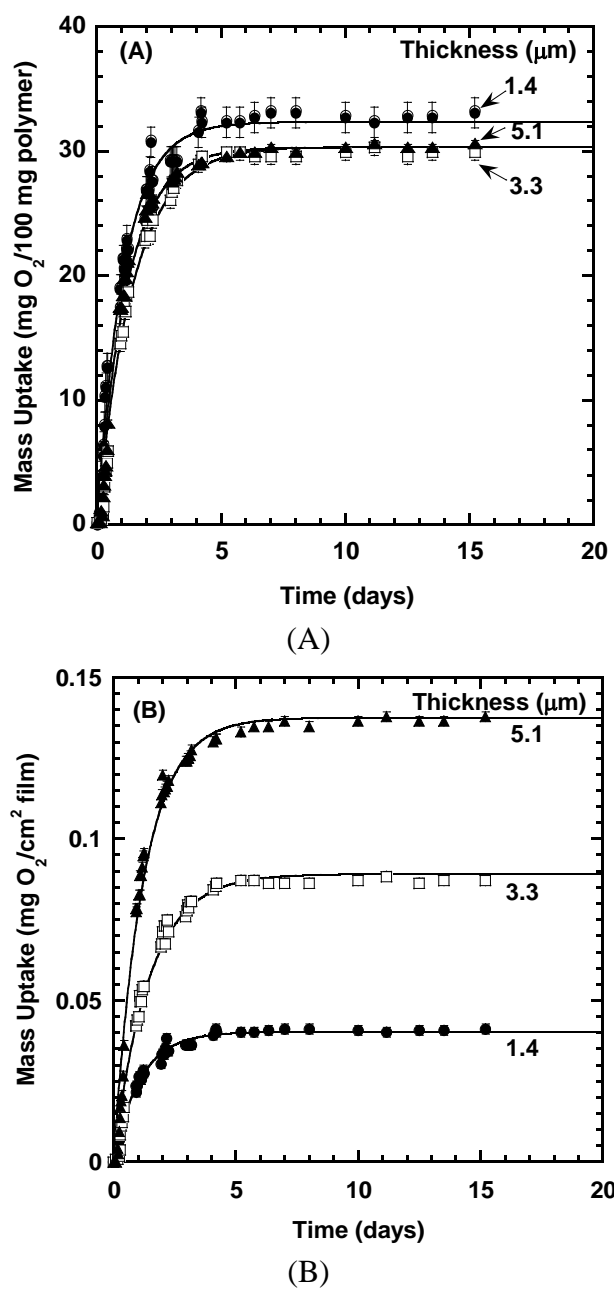 (A)
Thickness (μm)
1.4
5.1
3.3
40
30
20
10
0
0 5 10 15 20
Mass Uptake (mg O₂/100 mg polymer)
Time (days)
(A)
(B)
Thickness (μm)
5.1
3.3
1.4
0.15
0.1
0.05
0
0 5 10 15 20
Mass Uptake (mg O₂/cm² film)
Time (days)
(B)